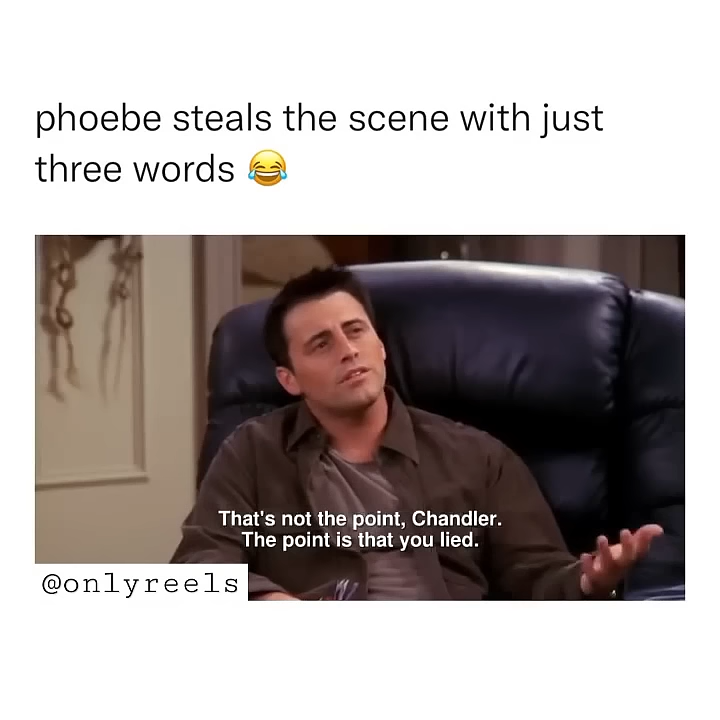 phoebe steals the scene with just
three words 😂
That's not the point, Chandler.
The point is that you lied.
@onlyreels